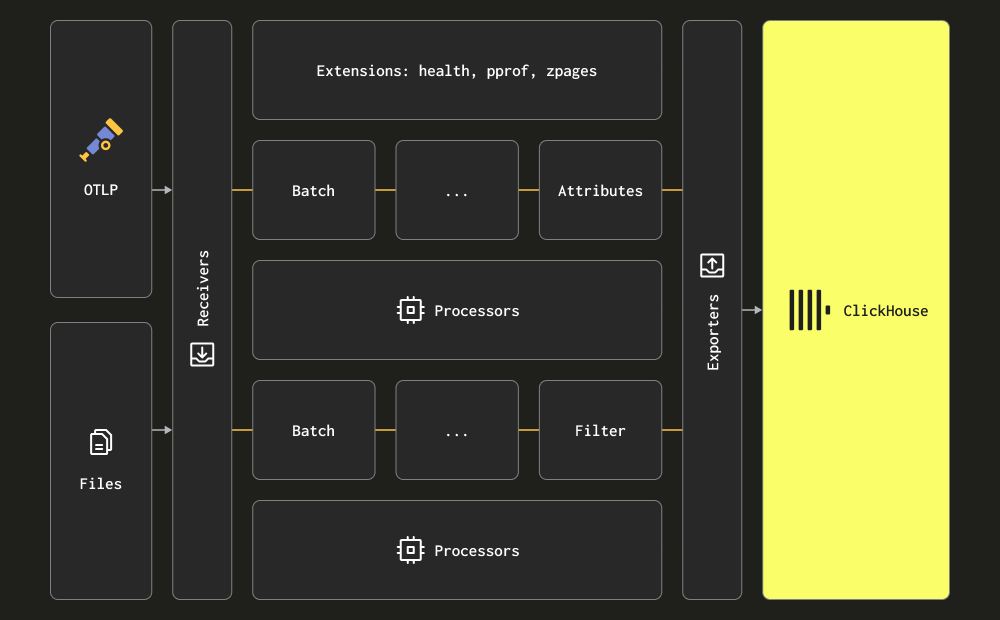 OTLP
Files
Receivers
Extensions: health, pprof, zpages
Batch
...
Attributes
Processors
Batch
...
Filter
Processors
Exporters
ClickHouse